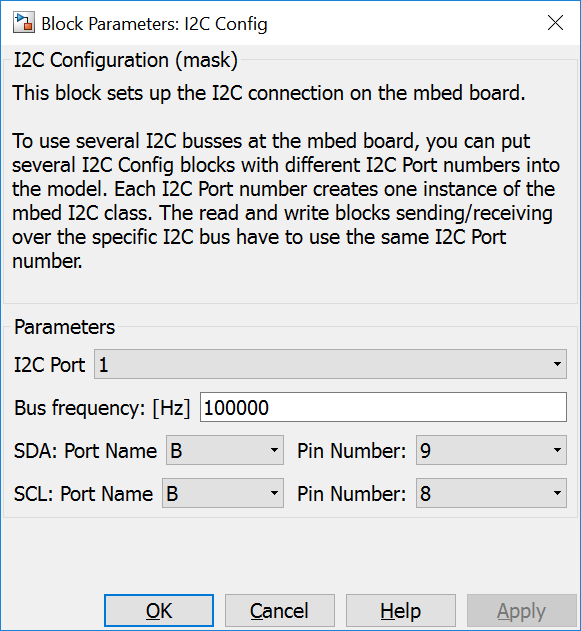 Block Parameters: I2C Config
I2C Configuration (mask)
This block sets up the I2C connection on the mbed board.
To use several I2C busses at the mbed board, you can put
several I2C Config blocks with different I2C Port numbers into
the model. Each I2C Port number creates one instance of the
mbed I2C class. The read and write blocks sending/receiving
over the specific I2C bus have to use the same I2C Port
number.
Parameters
I2C Port 1
Bus frequency: [Hz] 100000
SDA: Port Name B Pin Number: 9
SCL: Port Name B Pin Number: 8
OK Cancel Help Apply